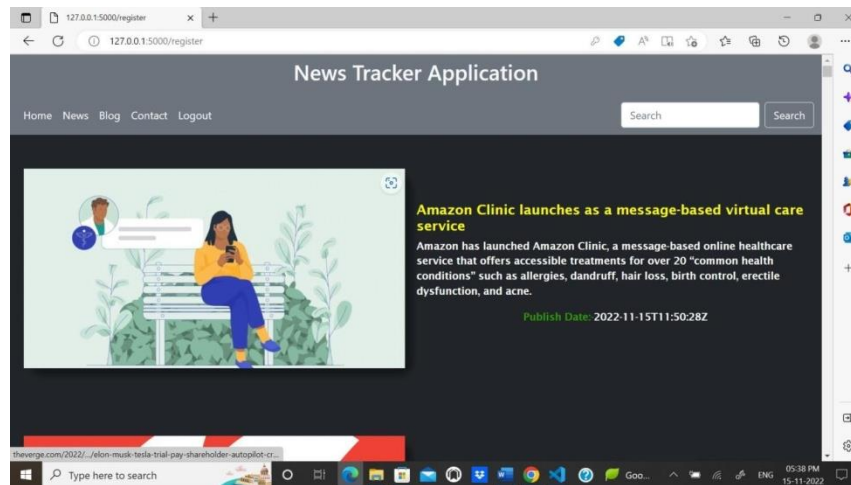 127.0.0.1:5000/register
127.0.0.1:5000/register
News Tracker Application
Home News Blog Contact Logout
Search
Search
Amazon Clinic launches as a message-based virtual care
service
Amazon has launched Amazon Clinic, a message-based online healthcare
service that offers accessible treatments for over 20 “common health
conditions” such as allergies, dandruff, hair loss, birth control, erectile
dysfunction, and acne.
Publish Date:-2022-11-15T11:50:28Z
theverge.com/2022/.../elon-musk-tesla-trial-pay-shareholder-autopilot-cr...
Type here to search
Goo...
ENG
05:38 PM
15-11-2022